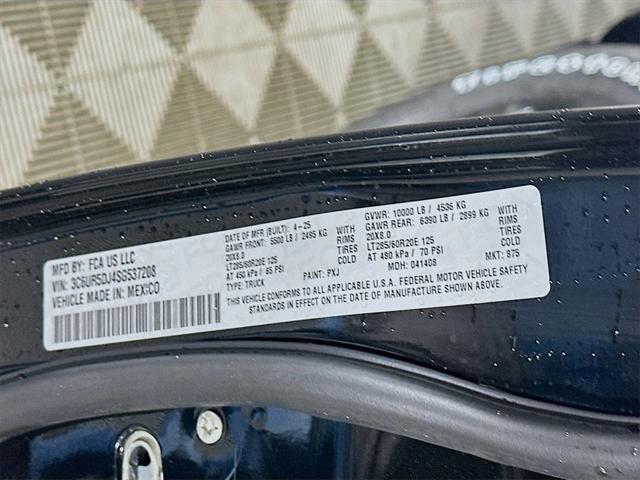 MFD BY: FCA US LLC
VIN: 3C6UR5DJ4SG537208
VEHICLE MADE IN: MEXICO
DATE OF MFR (BUILT): 4-25
GAWR FRONT: 5500 LB / 2495 KG WITH
20X8.0 RIMS
LT285/60R20E 125 TIRES
AT 450 kPa / 65 PSI COLD
TYPE: TRUCK PAINT: PXJ
GVWR: 10000 LB / 4536 KG
GAWR REAR: 6390 LB / 2899 KG WITH
20X8.0 RIMS
LT285/60R20E 125 TIRES
AT 480 kPa / 70 PSI COLD
MDH: 041408 MKT: 875
THIS VEHICLE CONFORMS TO ALL APPLICABLE U.S.A. FEDERAL MOTOR VEHICLE SAFETY
STANDARDS IN EFFECT ON THE DATE OF MANUFACTURE SHOWN ABOVE.